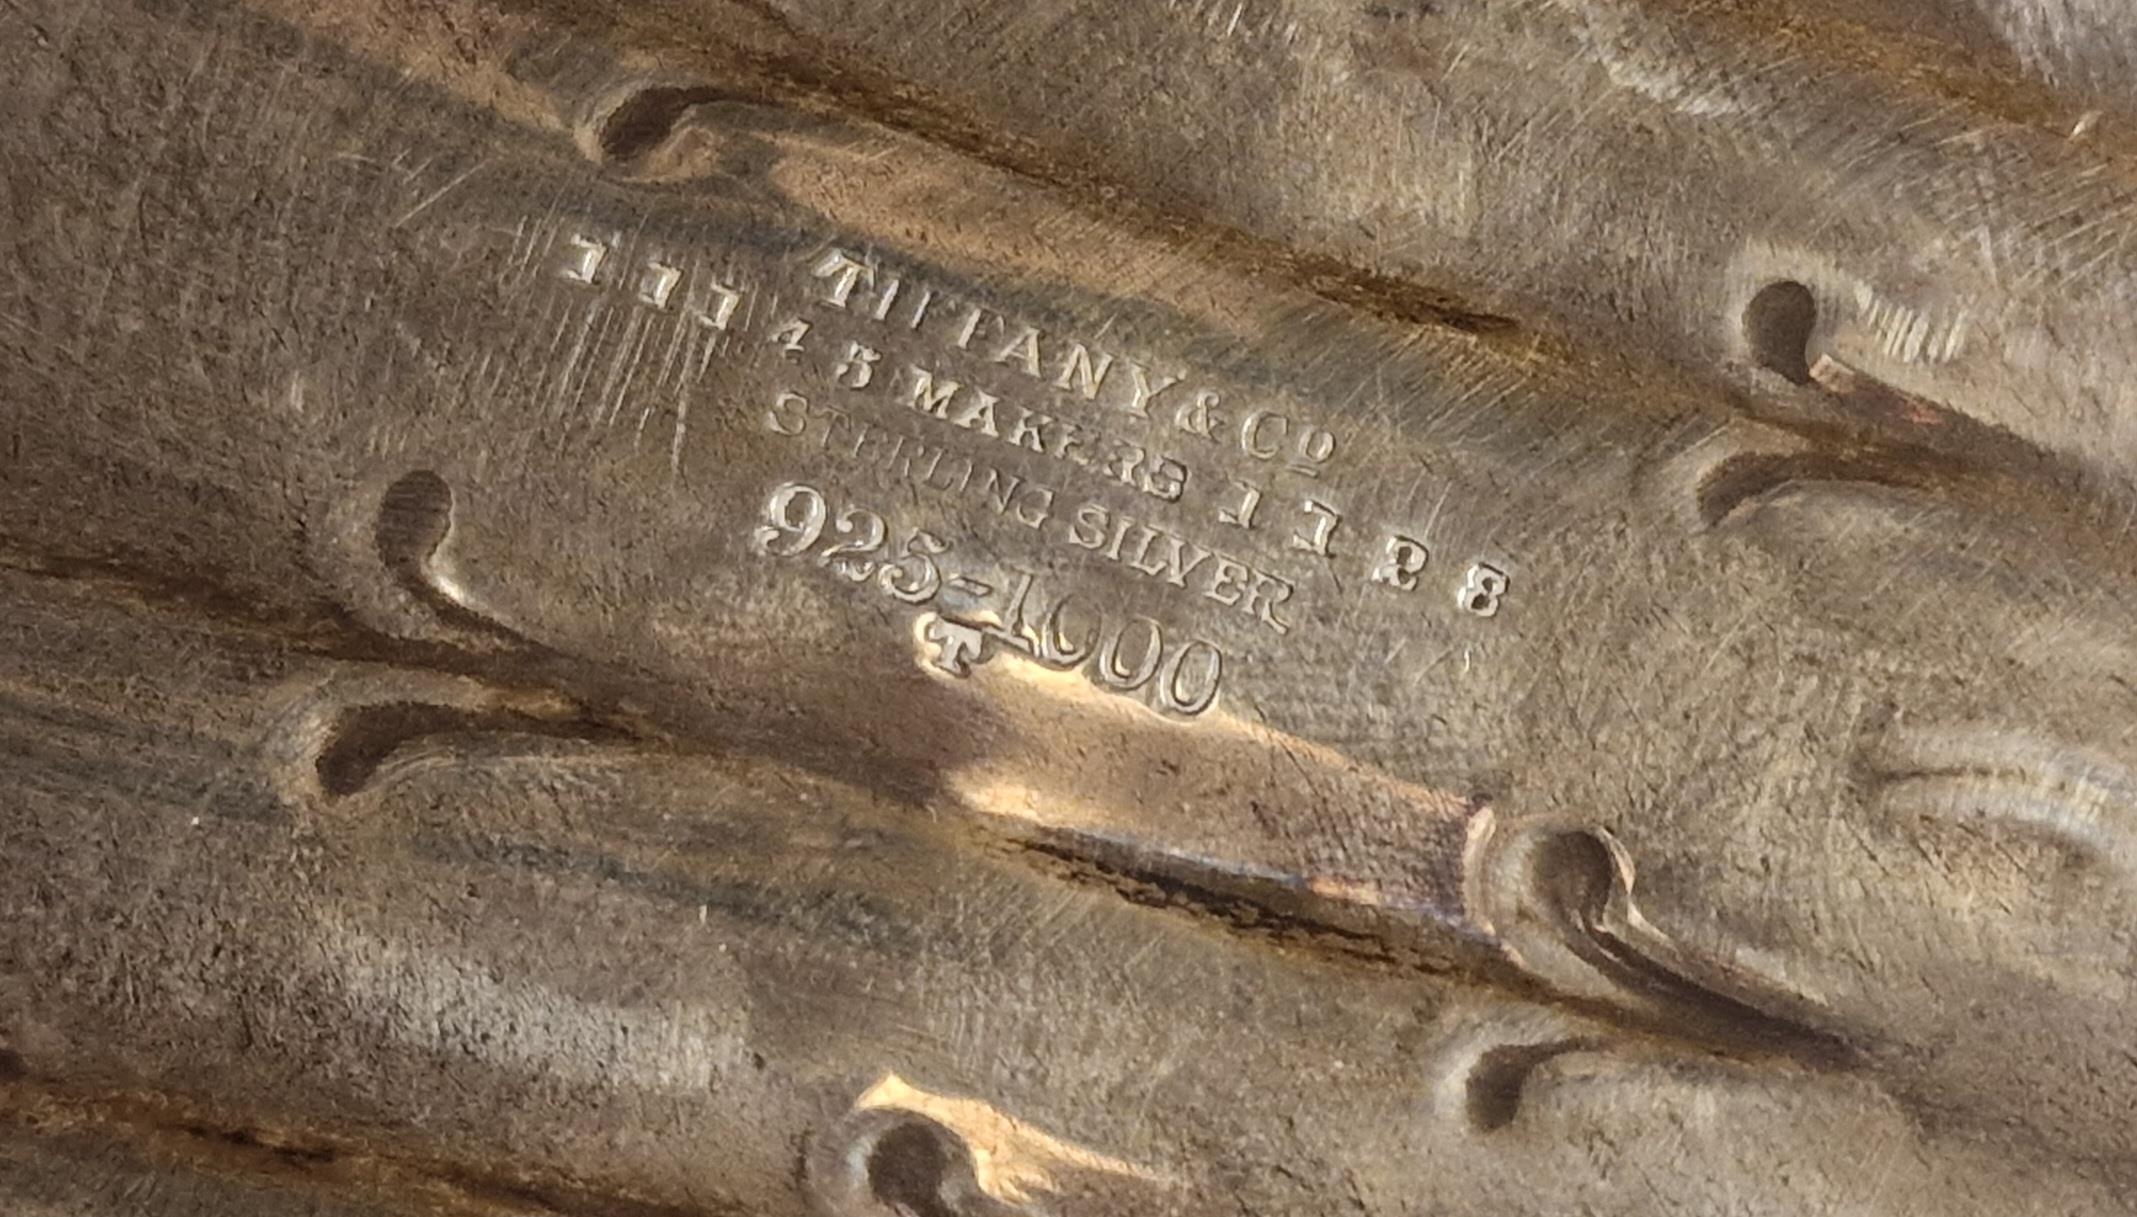 TIFFANY & Co
11145 MAKERS 1128
STERLING SILVER
925-1000
T